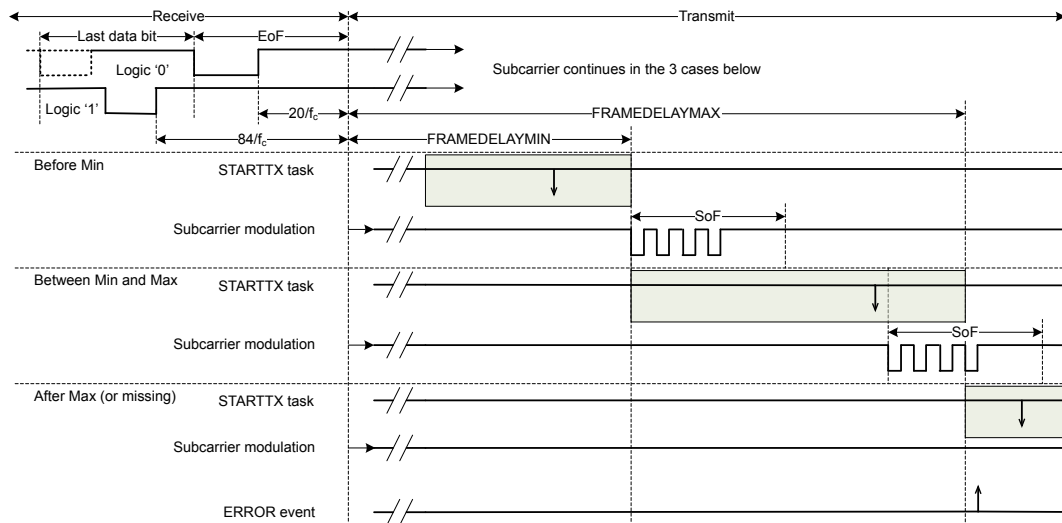 Receive
Transmit
Last data bit
EoF
Logic ‘0’
Subcarrier continues in the 3 cases below
Logic ‘1’
20/fc
FRAMEDELAYMAX
84/fc
FRAMEDELAYMIN
Before Min
STARTTX task
SoF
Subcarrier modulation
Between Min and Max
STARTTX task
SoF
Subcarrier modulation
After Max (or missing)
STARTTX task
Subcarrier modulation
ERROR event